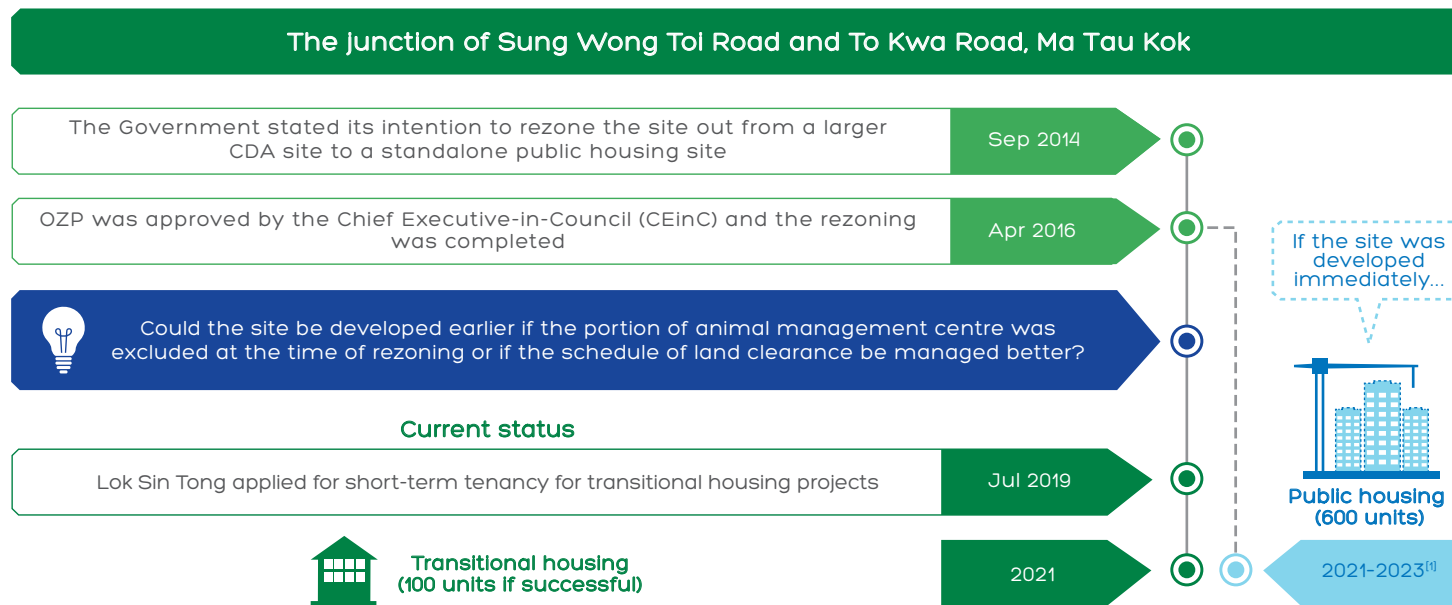 The junction of Sung Wong Toi Road and To Kwa Road, Ma Tau Kok
The Government stated its intention to rezone the site out from a larger
CDA site to a standalone public housing site
Sep 2014
OZP was approved by the Chief Executive-in-Council (CEinC) and the rezoning
was completed
Apr 2016
If the site was
developed
immediately...
Could the site be developed earlier if the portion of animal management centre was
excluded at the time of rezoning or if the schedule of land clearance be managed better?
Current status
Lok Sin Tong applied for short-term tenancy for transitional housing projects
Jul 2019
Public housing
(600 units)
Transitional housing
(100 units if successful)
2021
2021-2023[1]